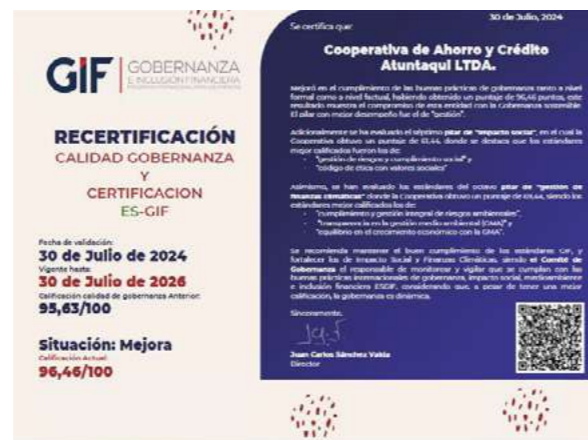 GIF
GOBERNANZA
E INCLUSIÓN FINANCIERA
RECERTIFICACIÓN
CALIDAD GOBERNANZA
Y
CERTIFICACION
ES-GIF
Fecha de validación:
30 de Julio de 2024
Vigente hasta:
30 de Julio de 2026
Calificación calidad de gobernanza Anterior:
95,63/100
Situación: Mejora
Calificación Actual:
96,46/100
30 de Julio, 2024
Se certifica que:
Cooperativa de Ahorro y Crédito
Atuntaqui LTDA.
Mejoró en el cumplimiento de las buenas prácticas de gobernanza tanto a nivel
formal como a nivel factual, habiendo obtenido un puntaje de 96,46 puntos, este
resultado muestra el compromiso de esta entidad con la Gobernanza sostenible.
El pilar con mejor desempeño fue el de "gestión".
Adicionalmente se ha evaluado el séptimo pilar de "impacto social", en el cual la
Cooperativa obtuvo un puntaje de 61,44, donde se destaca que los estándares
mejor calificados fueron los de:
- "gestión de riesgos y cumplimiento social" y
- "código de ética con valores sociales"
Asimismo, se han evaluado los estándares del octavo pilar de "gestión de
finanzas climáticas" donde la Cooperativa obtuvo un puntaje de siendo los
estándares mejor calificados los de:
- "cumplimiento y gestión integral de riesgos ambientales",
- "transparencia en la gestión medio ambiental (GMA)" y
- "equilibrio en el crecimiento económico con la GMA".
Se recomienda mantener el buen cumplimiento de los estándares GIF, y
fortalecer los de Impacto Social y Finanzas Climáticas, siendo el Comité de
Gobernanza el responsable de monitorear y vigilar que se cumplan con las
buenas prácticas internacionales de gobernanza, impacto social, medioambiente
e inclusión financiera ESGIF, considerando que, a pesar de tener una mejor
calificación, la gobernanza es dinámica.
Sinceramente,
Juan Carlos Sánchez Valda
Director